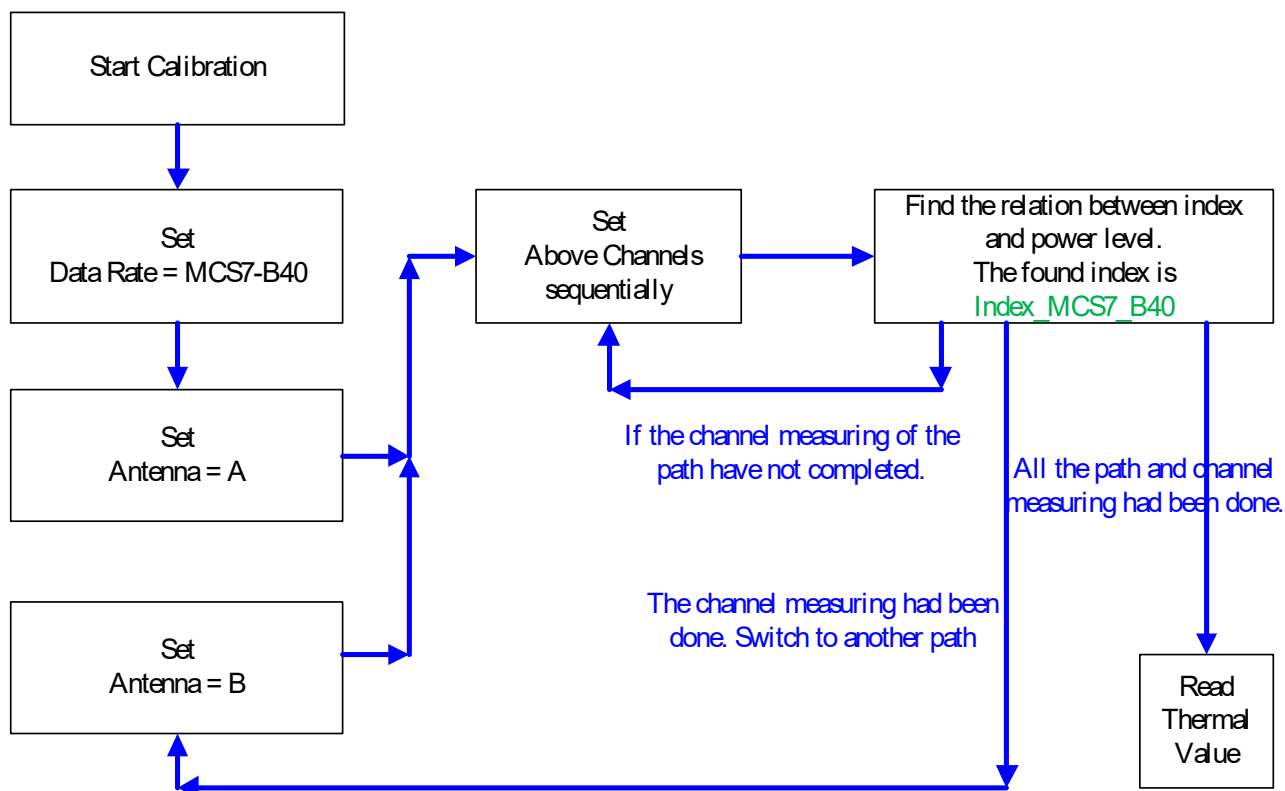 Start Calibration
Set
Data Rate = MCS7-B40
Set
Antenna = A
Set
Antenna = B
Set
Above Channels
sequentially
Find the relation between index
and power level.
The found index is
Index_MCS7_B40
If the channel measuring of the
path have not completed.
All the path and channel
measuring had been done.
The channel measuring had been
done. Switch to another path
Read
Thermal
Value